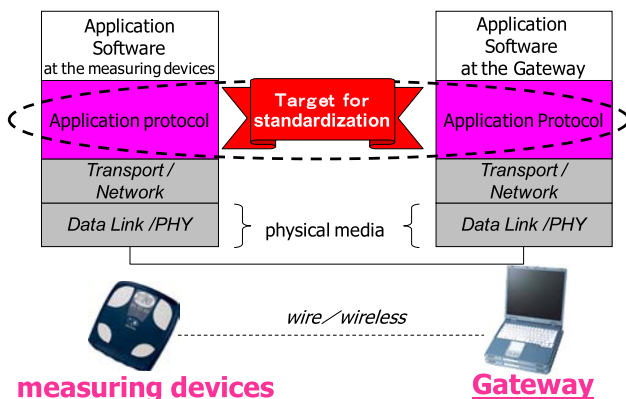 Application
Software
at the measuring devices
Application protocol
Transport /
Network
Data Link /PHY
Target for
standardization
Application
Software
at the Gateway
Application Protocol
Transport /
Network
Data Link /PHY
physical media
wire／wireless
measuring devices
Gateway